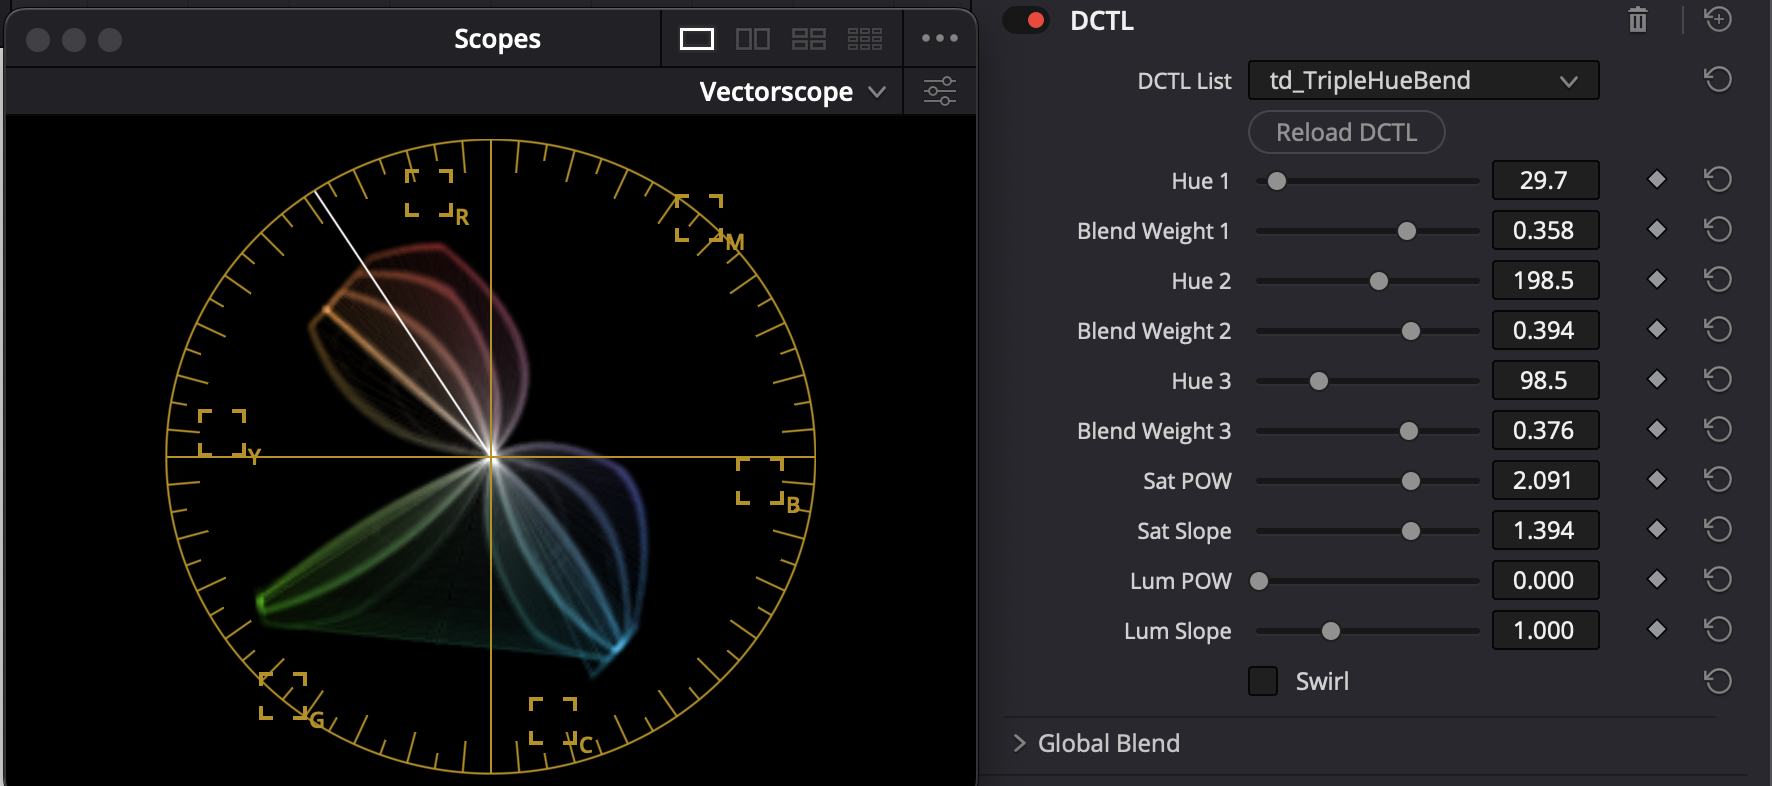 Scopes
Vectorscope
R
M
Y
B
G
C
DCTL
DCTL List td_TripleHueBend
Reload DCTL
Hue 1 29.7
Blend Weight 1 0.358
Hue 2 198.5
Blend Weight 2 0.394
Hue 3 98.5
Blend Weight 3 0.376
Sat POW 2.091
Sat Slope 1.394
Lum POW 0.000
Lum Slope 1.000
Swirl
Global Blend